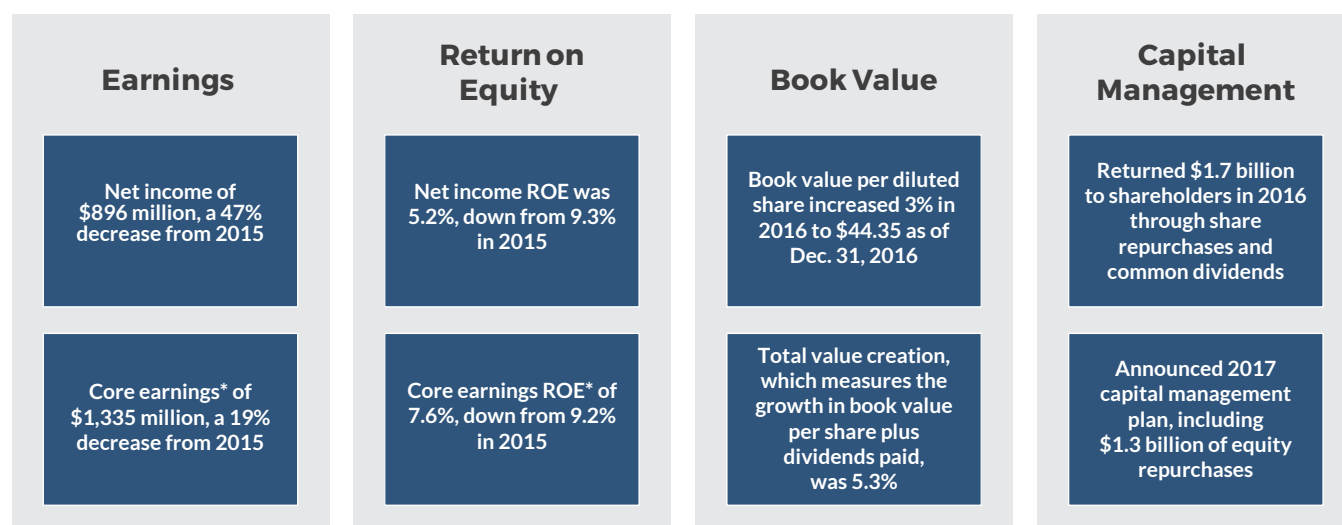 Earnings
Net income of
$896 million, a 47%
decrease from 2015
Core earnings* of
$1,335 million, a 19%
decrease from 2015
Return on
Equity
Net income ROE was
5.2%, down from 9.3%
in 2015
Core earnings ROE* of
7.6%, down from 9.2%
in 2015
Book Value
Book value per diluted
share increased 3% in
2016 to $44.35 as of
Dec. 31, 2016
Total value creation,
which measures the
growth in book value
per share plus
dividends paid,
was 5.3%
Capital
Management
Returned $1.7 billion
to shareholders in 2016
through share
repurchases and
common dividends
Announced 2017
capital management
plan, including
$1.3 billion of equity
repurchases